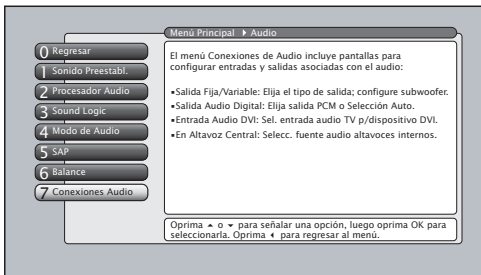 Menú Principal ▸ Audio
0 Regresar
1 Sonido Preestabl.
2 Procesador Audio
3 Sound Logic
4 Modo de Audio
5 SAP
6 Balance
7 Conexiones Audio
El menú Conexiones de Audio incluye pantallas para
configurar entradas y salidas asociadas con el audio:
▪Salida Fija/Variable: Elija el tipo de salida; configure subwoofer.
▪Salida Audio Digital: Elija salida PCM o Selección Auto.
▪Entrada Audio DVI: Sel. entrada audio TV p/dispositivo DVI.
▪En Altavoz Central: Selecc. fuente audio altavoces internos.
Oprima ▴ o ▾ para señalar una opción, luego oprima OK para
seleccionarla. Oprima ◂ para regresar al menú.